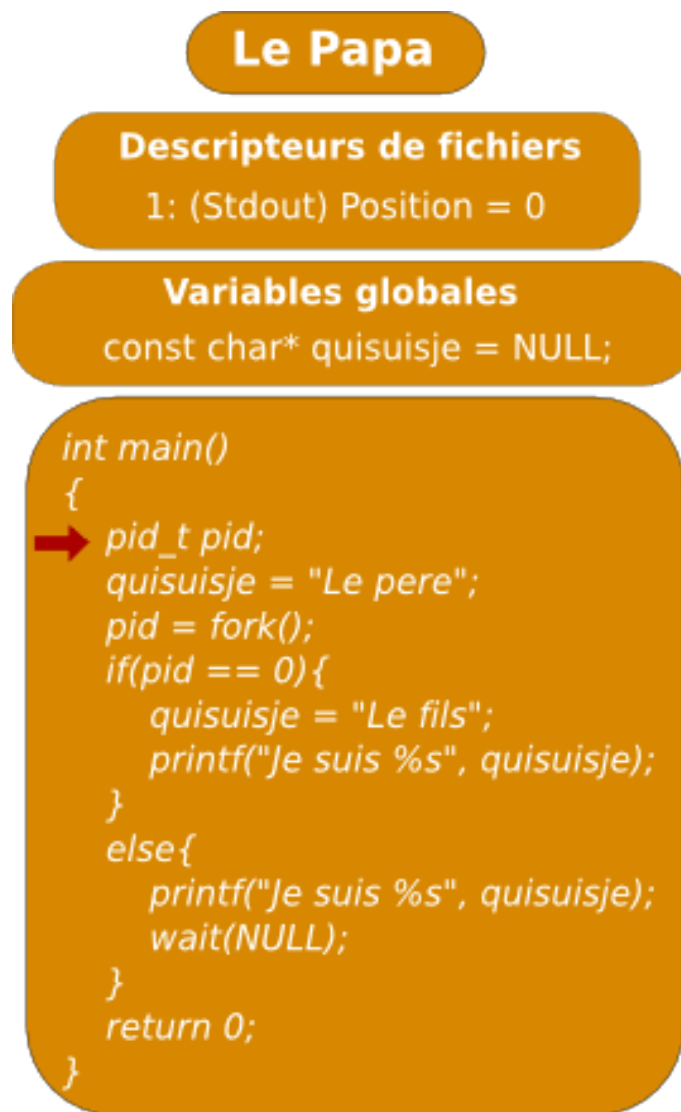 Le Papa
Descripteurs de fichiers
1: (Stdout) Position = 0
Variables globales
const char* quisuisje = NULL;
int main()
{
pid_t pid;
quisuisje = "Le pere";
pid = fork();
if(pid == 0){
quisuisje = "Le fils";
printf("Je suis %s", quisuisje);
}
else{
printf("Je suis %s", quisuisje);
wait(NULL);
}
return 0;
}